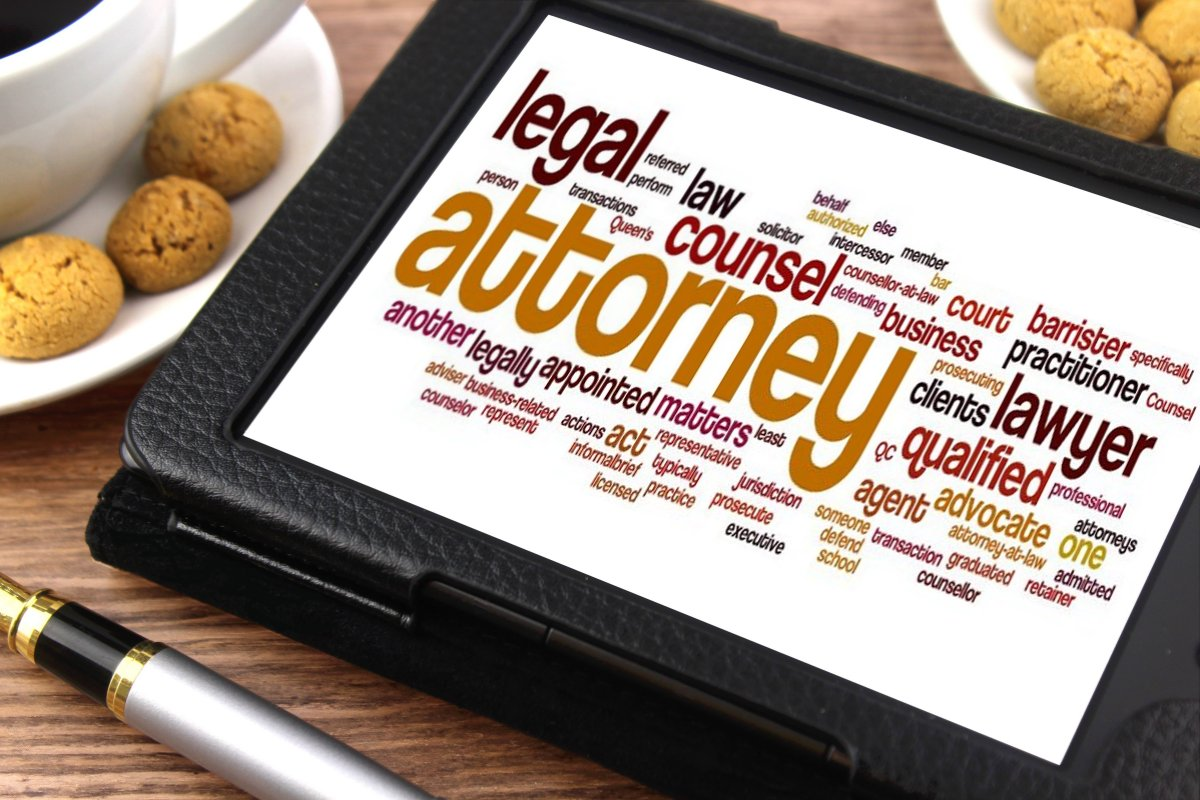 legal
referred
perform
law
person
transactions
Queen's
counsel
solicitor
behalf
authorized
else
intercessor
member
attorney
counsellor-at-law
bar
defending
court
business
barrister
specifically
practitioner
Counsel
prosecuting
clients
lawyer
another
legally
appointed
matters
least
adviser
business-related
counselor
represent
actions
act
representative
informalbrief
typically
jurisdiction
licensed
practice
prosecute
executive
QC
qualified
professional
agent
advocate
attorneys
someone
defend
school
transaction
attorney-at-law
one
graduated
admitted
counsellor
retainer